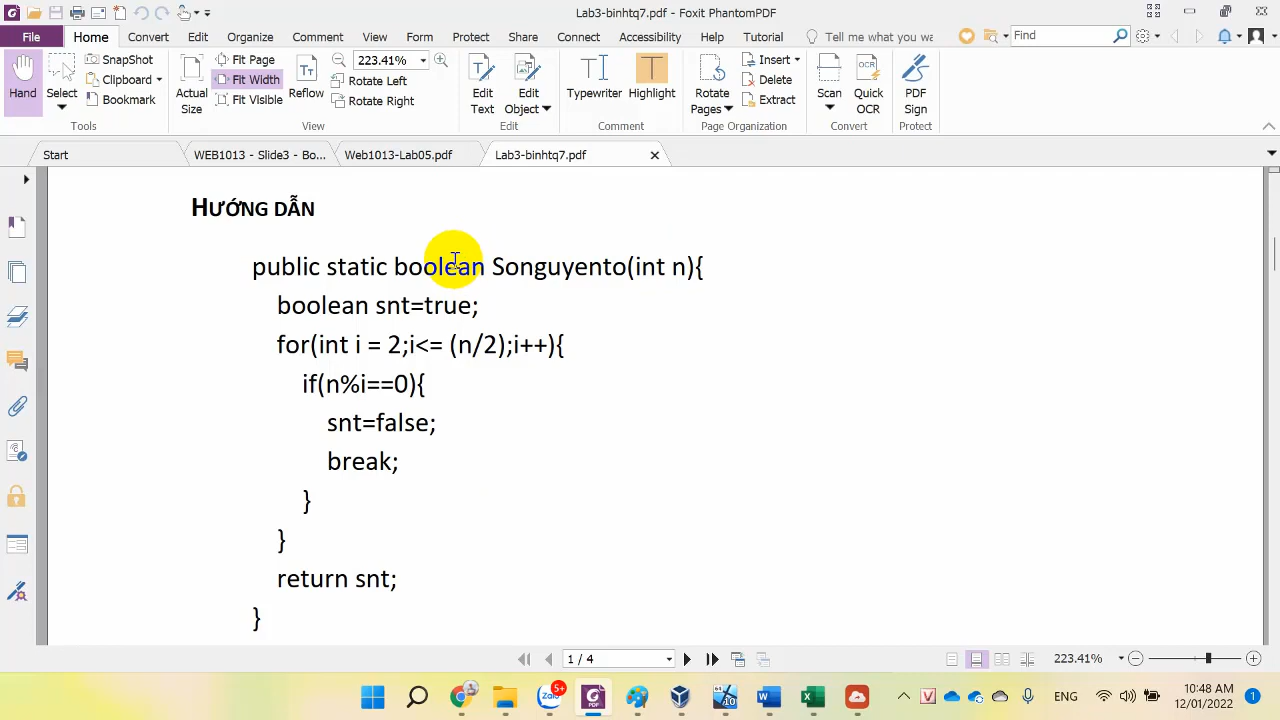 Lab3-binhtq7.pdf - Foxit PhantomPDF
File Home Convert Edit Organize Comment View Form Protect Share Connect Accessibility Help Tutorial Tell me what you wa Find
Hand
Select
SnapShot
Clipboard
Bookmark
Tools
Actual Size
Fit Page
Fit Width
Fit Visible
Reflow
223.41%
Rotate Left
Rotate Right
View
Edit Text
Edit Object
Edit
Typewriter
Highlight
Comment
Rotate Pages
Insert
Delete
Extract
Page Organization
Scan
Quick OCR
Convert
PDF Sign
Protect
Start
WEB1013 - Slide3 - Bo...
Web1013-Lab05.pdf
Lab3-binhtq7.pdf
HƯỚNG DẪN
public static boolean Songuyento(int n){
boolean snt=true;
for(int i = 2;i<= (n/2);i++){
if(n%i==0){
snt=false;
break;
}
}
return snt;
}
1 / 4
223.41%
Zalo 5+
PDF
10
ENG
10:48 AM
12/01/2022
1